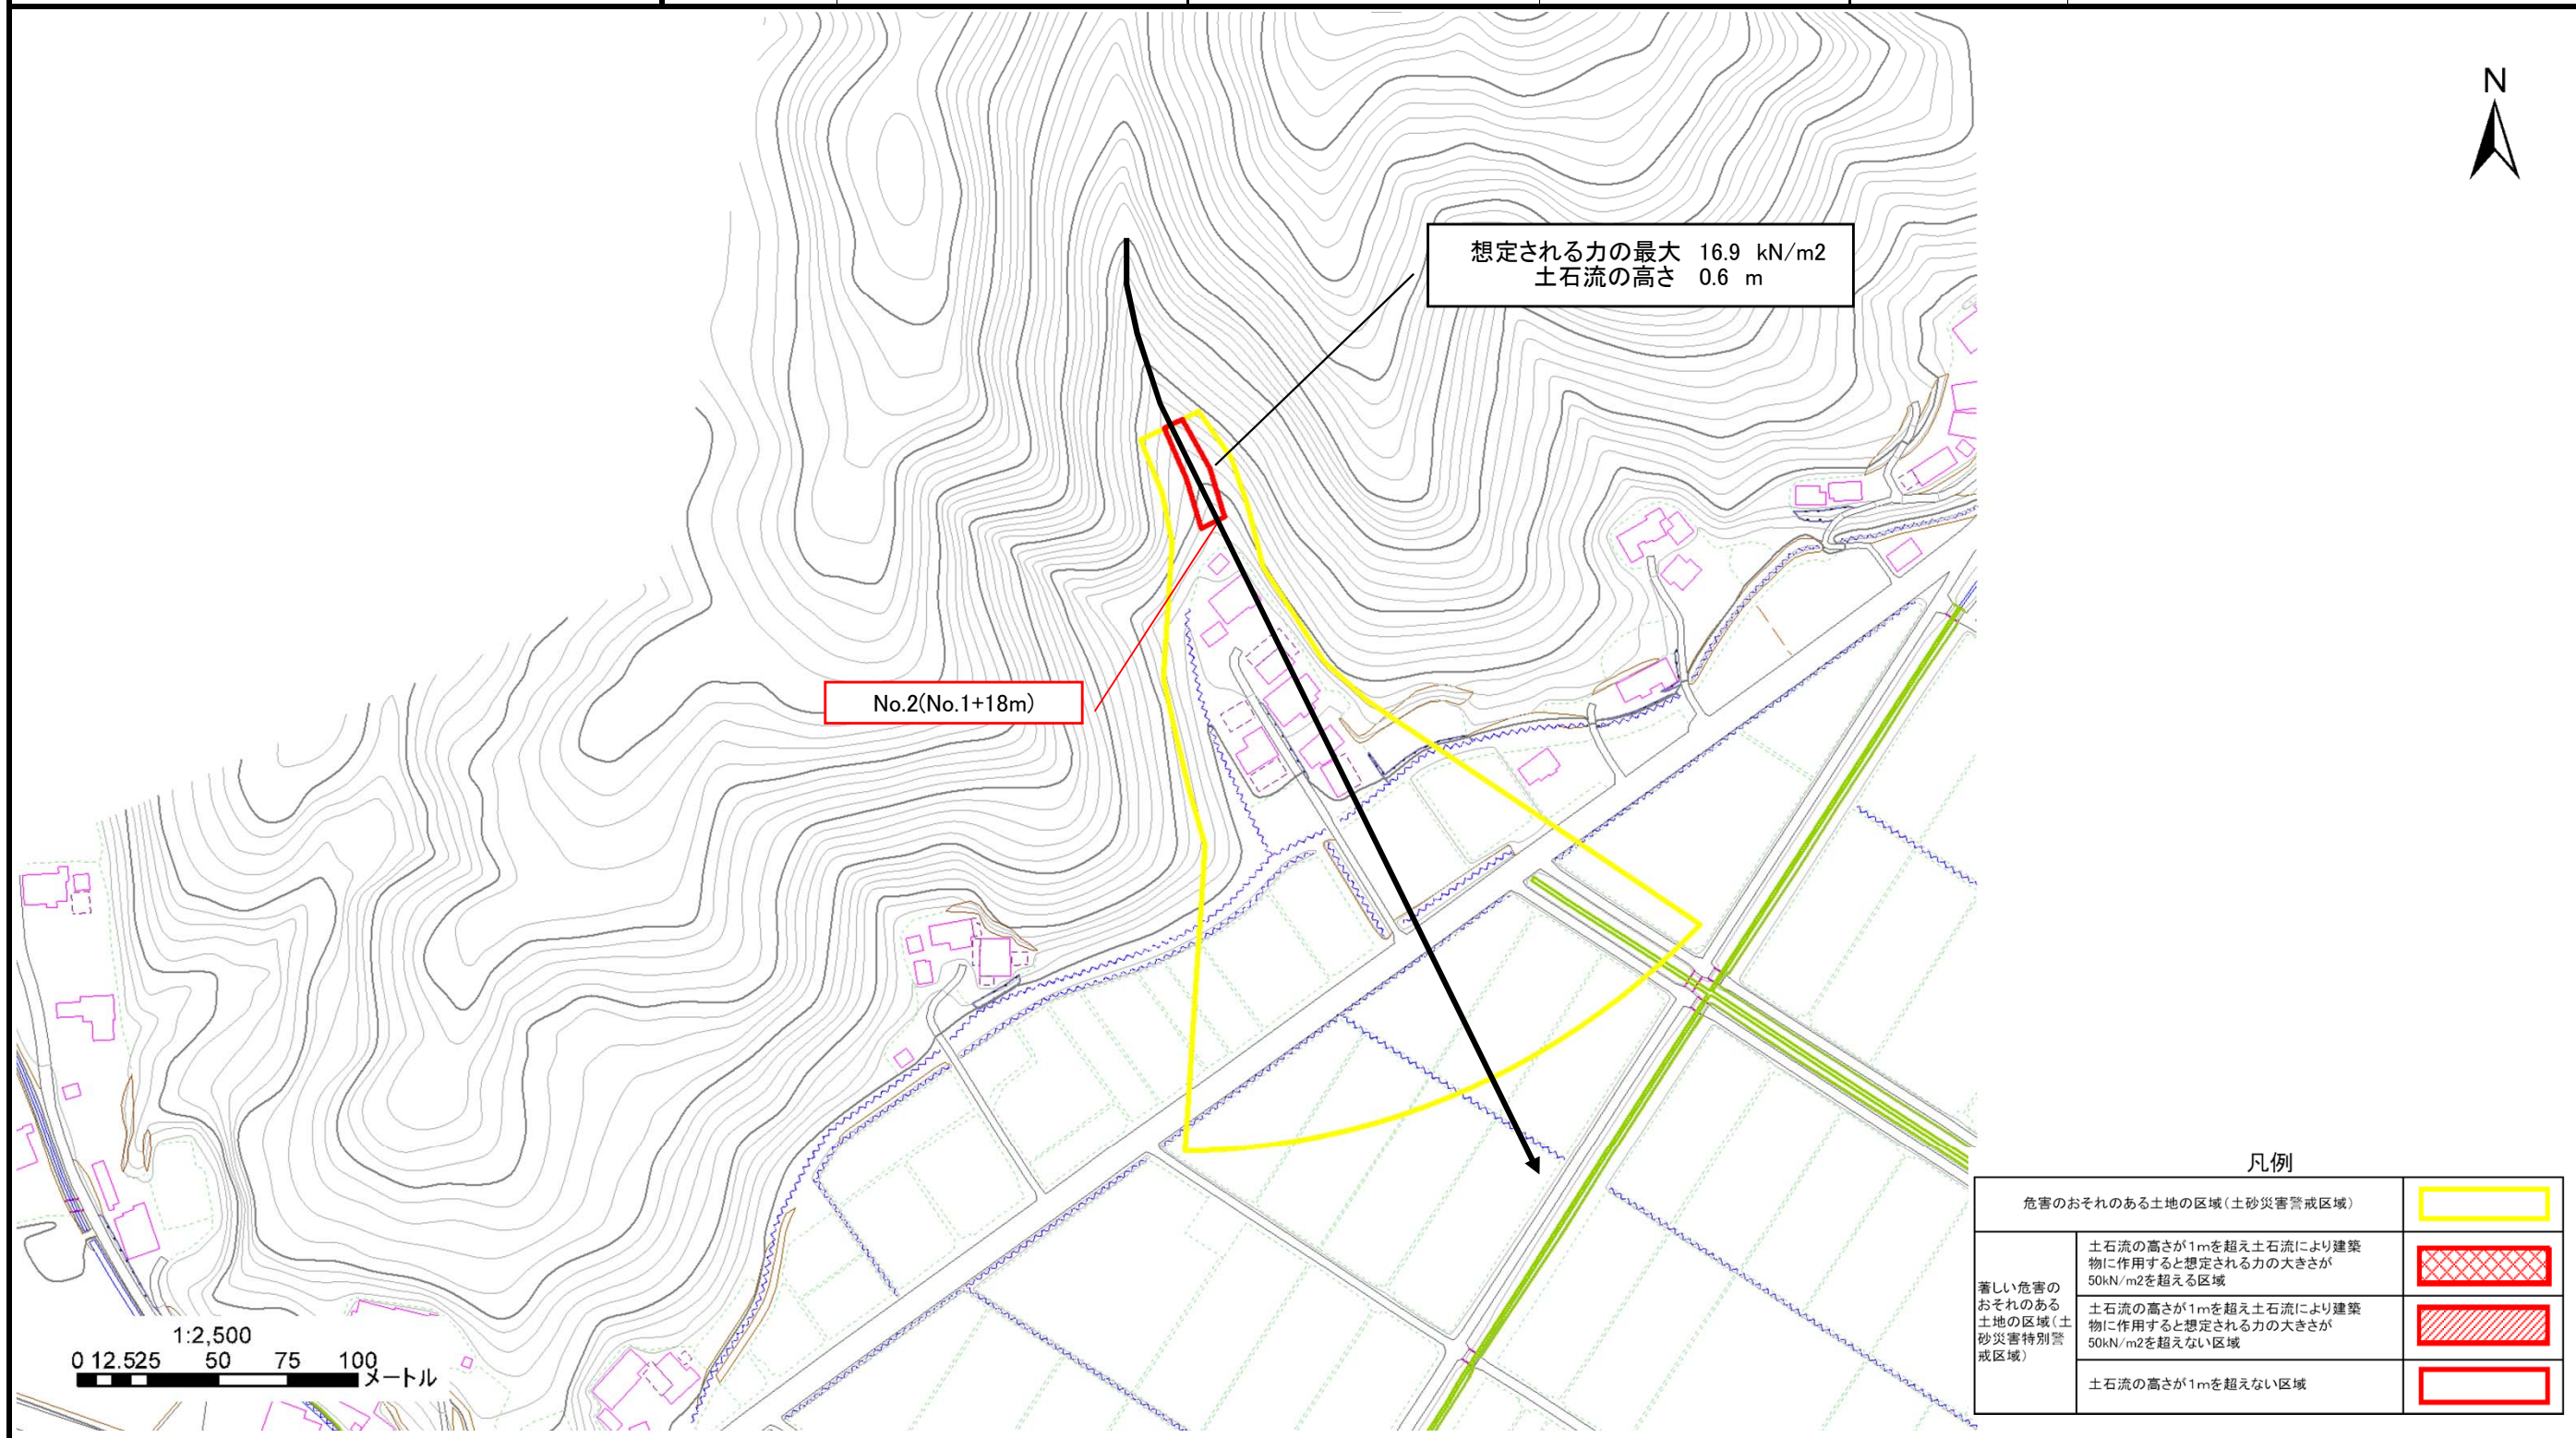 N
想定される力の最大 16.9 kN/m2
土石流の高さ 0.6 m
No.2(No.1+18m)
凡例
危害のおそれのある土地の区域(土砂災害警戒区域)
著しい危害の
おそれのある
土地の区域(土
砂災害特別警
戒区域)
土石流の高さが1mを超え土石流により建築
物に作用すると想定される力の大きさが
50kN/m2を超える区域
土石流の高さが1mを超え土石流により建築
物に作用すると想定される力の大きさが
50kN/m2を超えない区域
土石流の高さが1mを超えない区域
1:2,500
0 12.525 50 75 100
メートル